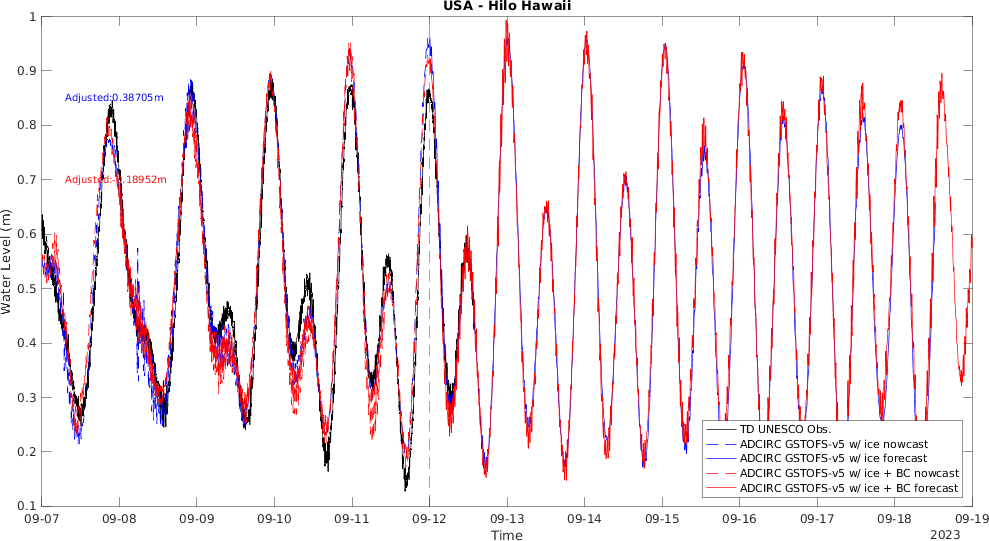 USA - Hilo Hawaii
1
0.9
0.8
0.7
0.6
0.5
0.4
0.3
0.2
0.1
Water Level (m)
Adjusted:0.38705m
TD UNESCO Obs.
ADCIRC GSTOFS-v5 w/ ice nowcast
ADCIRC GSTOFS-v5 w/ ice forecast
ADCIRC GSTOFS-v5 w/ ice + BC nowcast
ADCIRC GSTOFS-v5 w/ ice + BC forecast
09-07 09-08 09-09 09-10 09-11 09-12 09-13 09-14 09-15 09-16 09-17 09-18 09-19
Time
2023